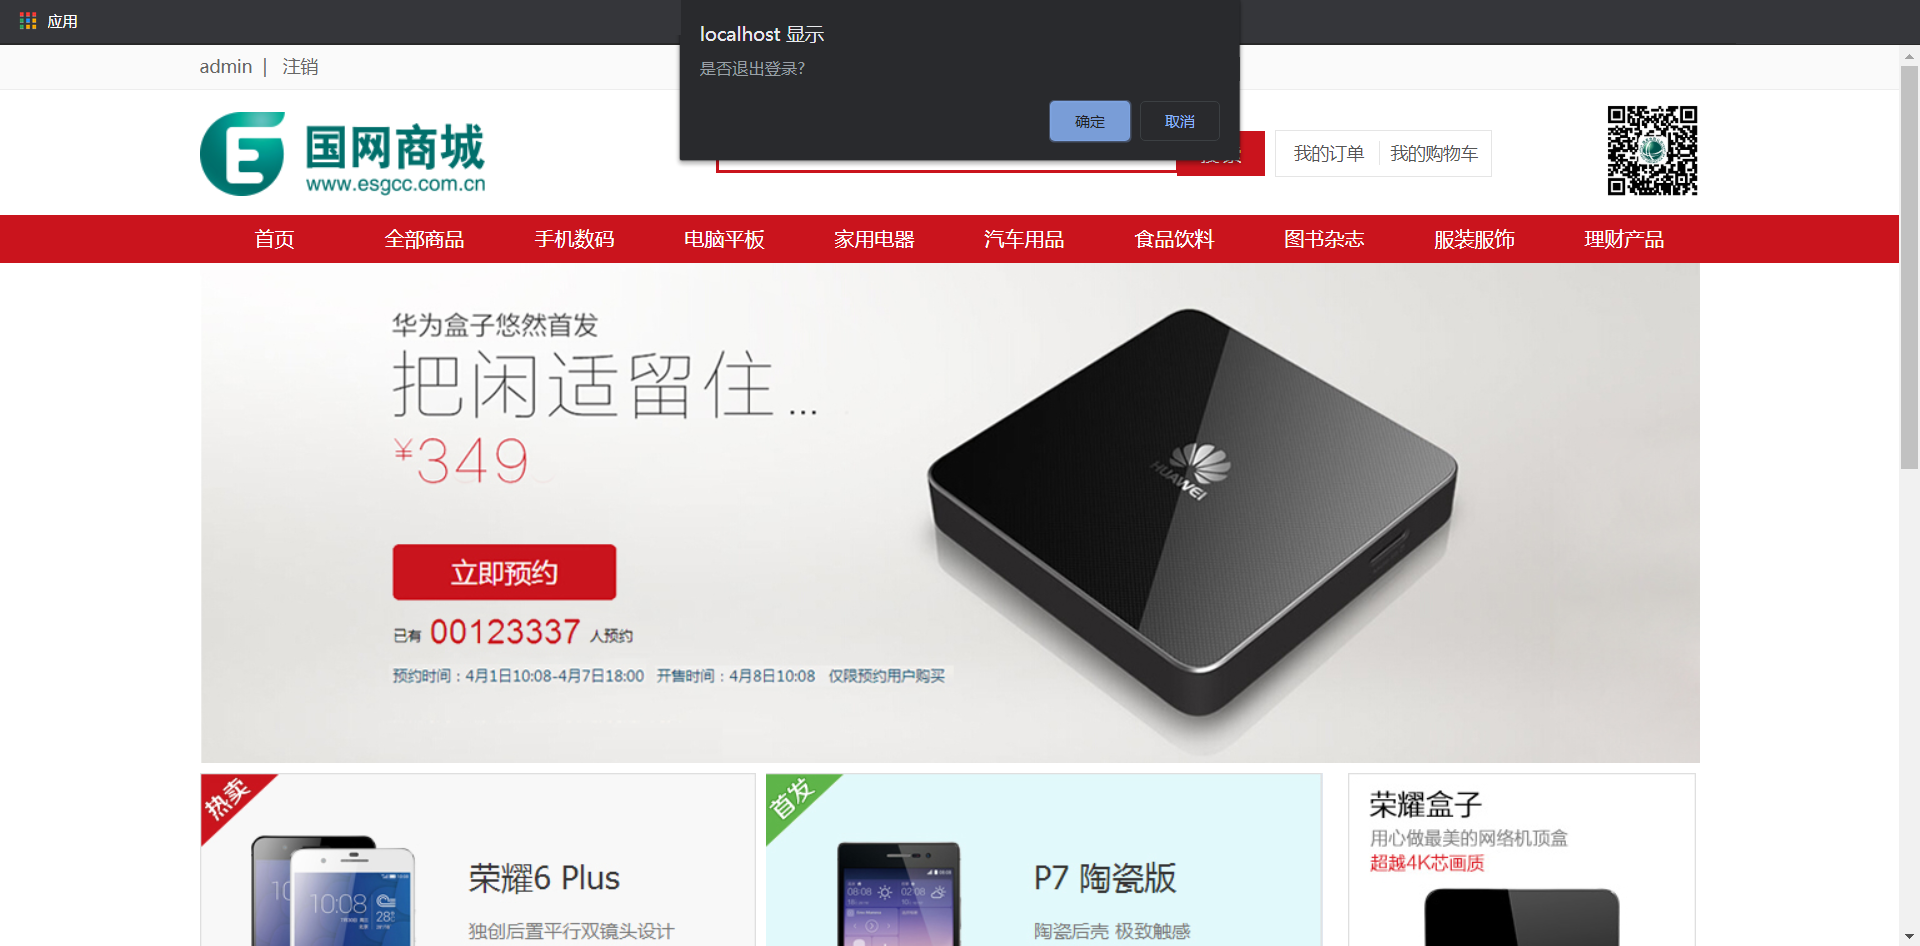 应用
localhost 显示
是否退出登录?
确定 取消
admin | 注销
国网商城
www.esgcc.com.cn
我的订单 我的购物车
首页 全部商品 手机数码 电脑平板 家用电器 汽车用品 食品饮料 图书杂志 服装服饰 理财产品
华为盒子悠然首发
把闲适留住...
¥349
HUAWEI
立即预约
已有 00123337 人预约
预约时间：4月1日10:08-4月7日18:00 开售时间：4月8日10:08 仅限预约用户购买
热卖
荣耀6 Plus
独创后置平行双镜头设计
10:08
28
首发
P7 陶瓷版
陶瓷后壳 极致触感
08:08 02:08
荣耀盒子
用心做最美的网络机顶盒
超越4K芯画质